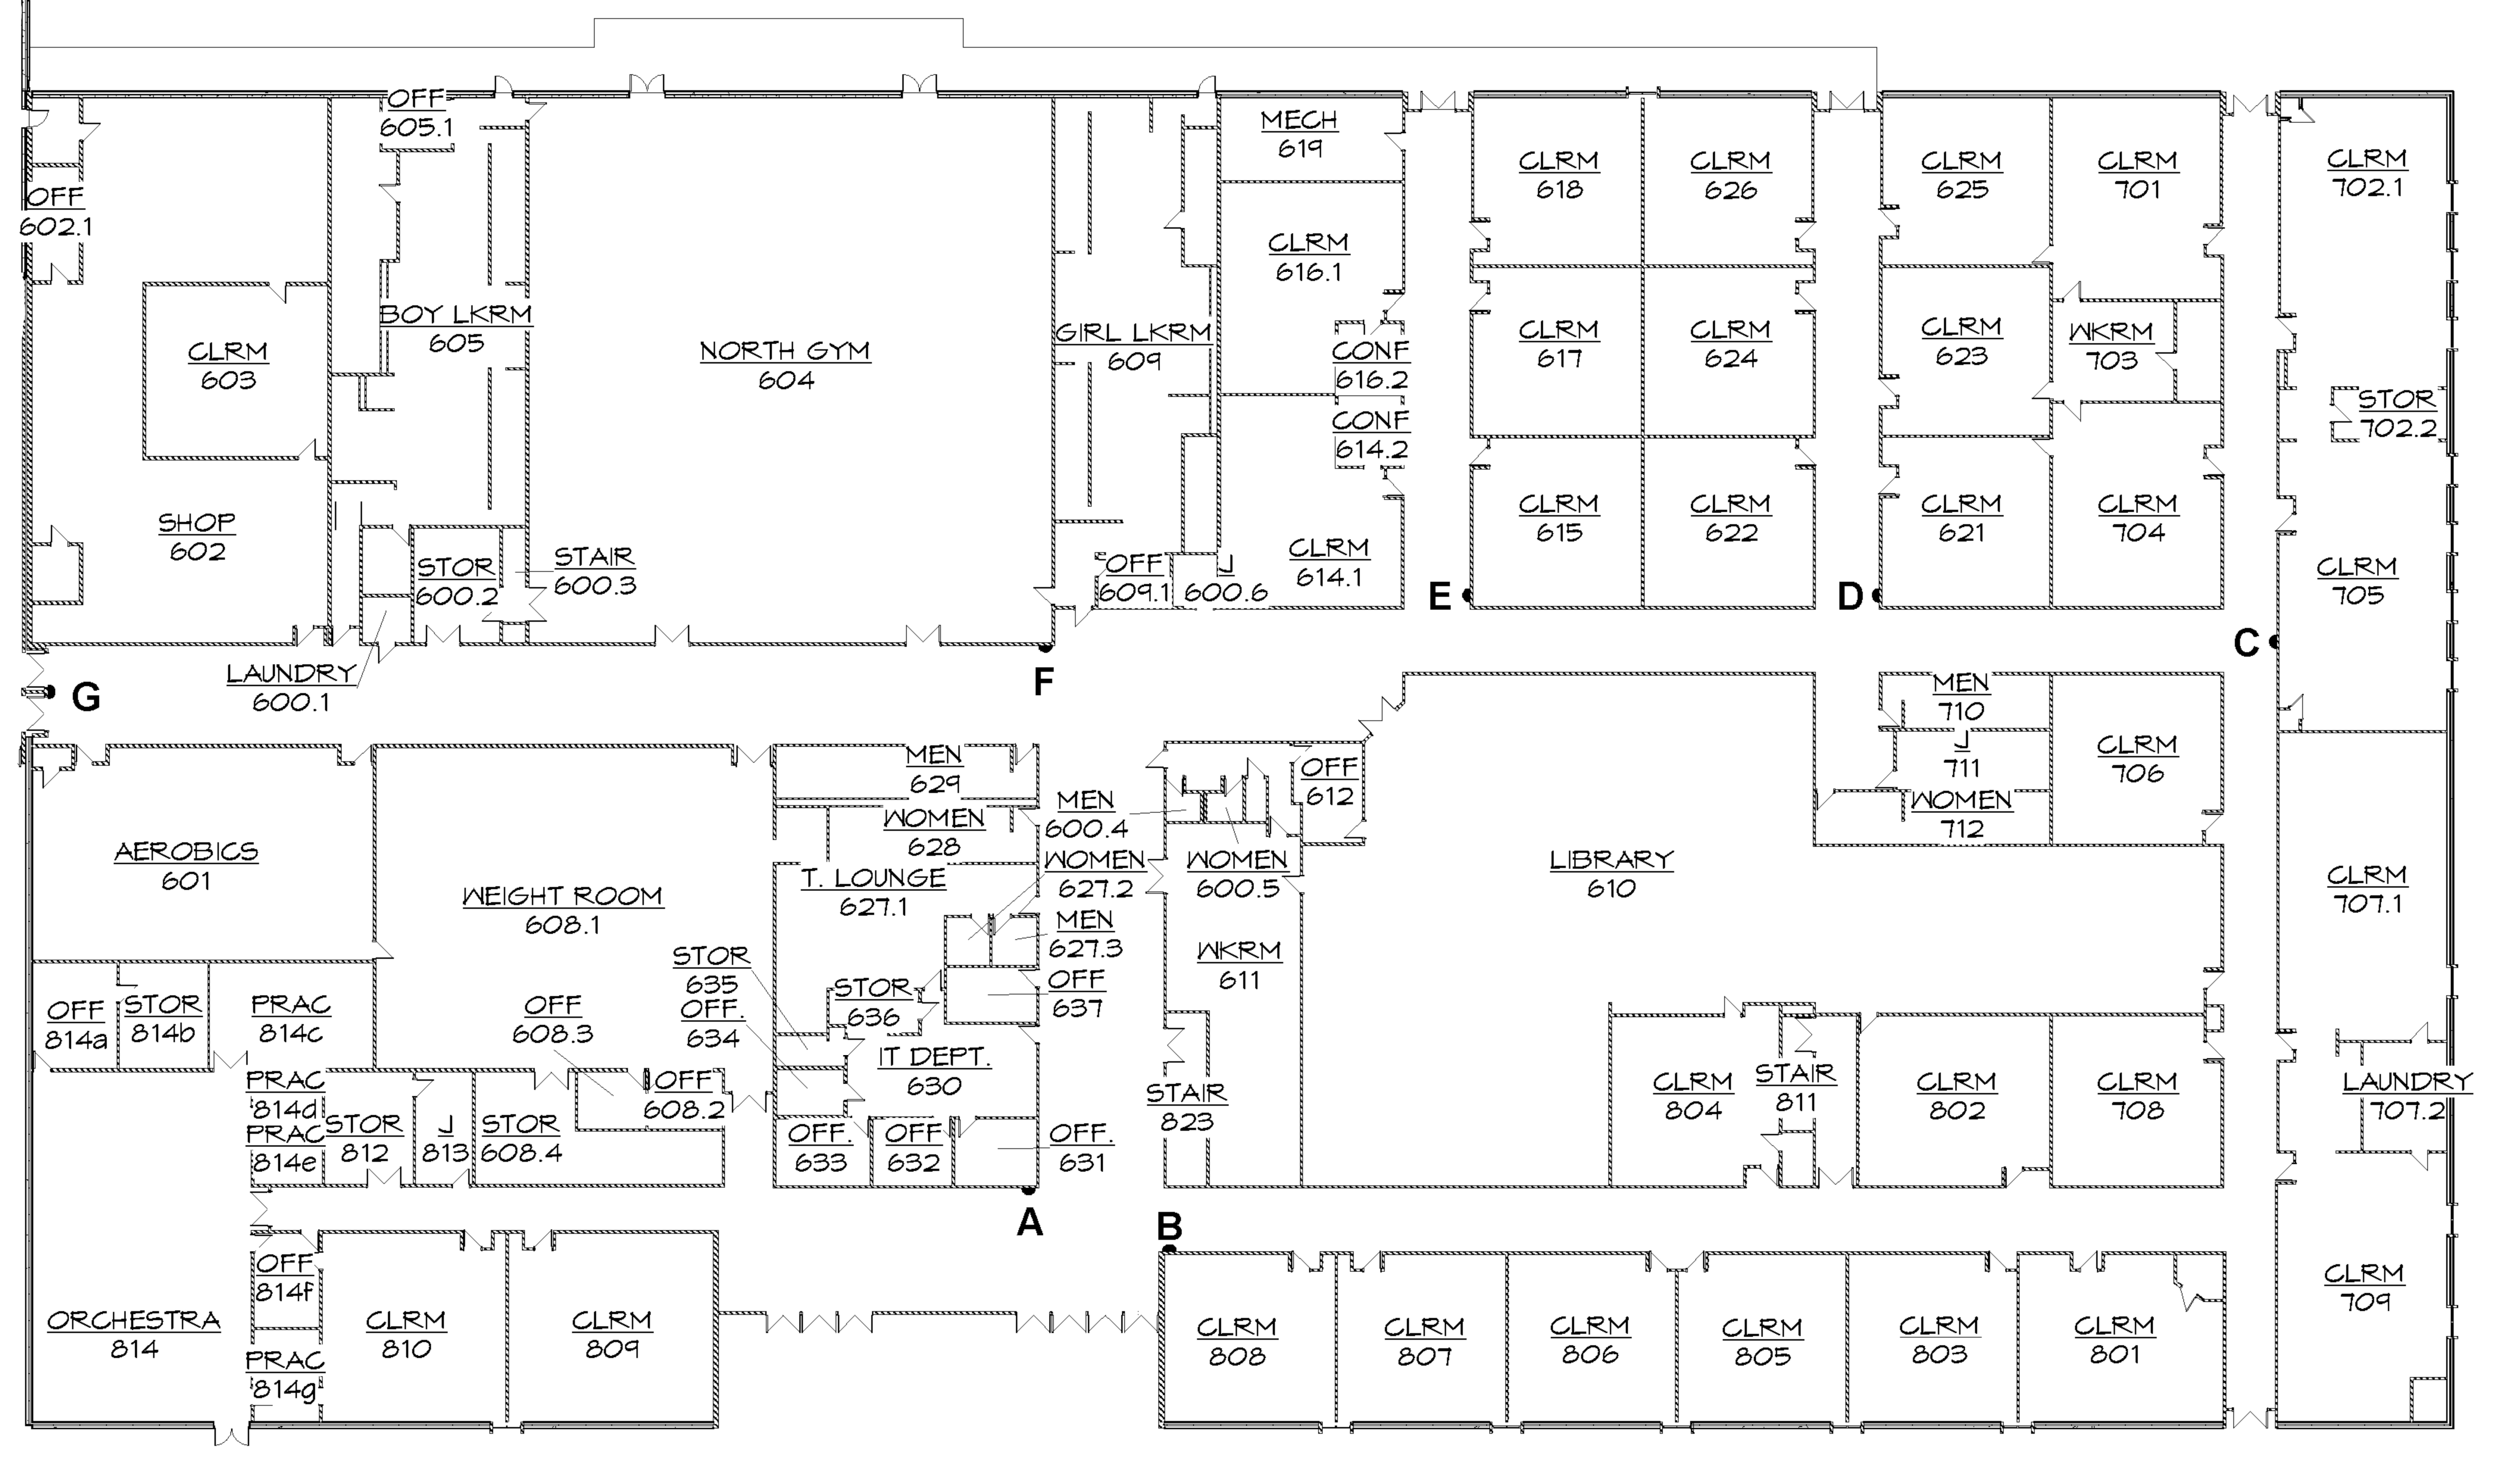 OFF
605.1
OFF
602.1
CLRM
603
BOY LKRM
605
SHOP
602
STOR
600.2
STAIR
600.3
LAUNDRY
600.1
NORTH GYM
604
GIRL LKRM
609
OFF
609.1
J
600.6
MECH
619
CLRM
616.1
CONF
616.2
CONF
614.2
CLRM
614.1
CLRM
618
CLRM
626
CLRM
617
CLRM
624
CLRM
615
CLRM
622
CLRM
625
CLRM
701
CLRM
623
WKRM
703
CLRM
621
CLRM
704
CLRM
702.1
STOR
702.2
CLRM
705
E
D
C
F
G
AEROBICS
601
WEIGHT ROOM
608.1
MEN
629
WOMEN
628
T. LOUNGE
627.1
MEN
600.4
WOMEN
627.2
MEN
627.3
OFF
637
STOR
635
OFF.
634
STOR
636
IT DEPT.
630
OFF
608.3
OFF
608.2
OFF.
633
OFF
632
OFF.
631
OFF
814a
STOR
814b
PRAC
814c
PRAC
814d
PRAC
814e
STOR
812
J
813
STOR
608.4
OFF
612
WOMEN
600.5
WKRM
611
STAIR
823
LIBRARY
610
MEN
710
J
711
WOMEN
712
CLRM
706
CLRM
707.1
CLRM
804
STAIR
811
CLRM
802
CLRM
708
LAUNDRY
707.2
A
B
ORCHESTRA
814
OFF
814f
PRAC
814g
CLRM
810
CLRM
809
CLRM
808
CLRM
807
CLRM
806
CLRM
805
CLRM
803
CLRM
801
CLRM
709